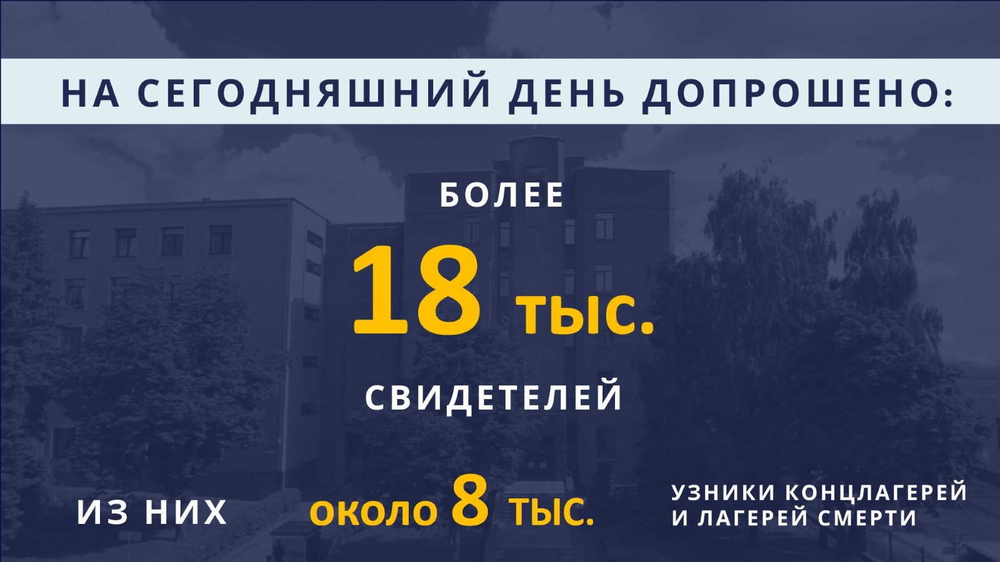 НА СЕГОДНЯШНИЙ ДЕНЬ ДОПРОШЕНО:
БОЛЕЕ
18 тыс.
СВИДЕТЕЛЕЙ
ИЗ НИХ
около 8 тыс.
УЗНИКИ КОНЦЛАГЕРЕЙ
И ЛАГЕРЕЙ СМЕРТИ